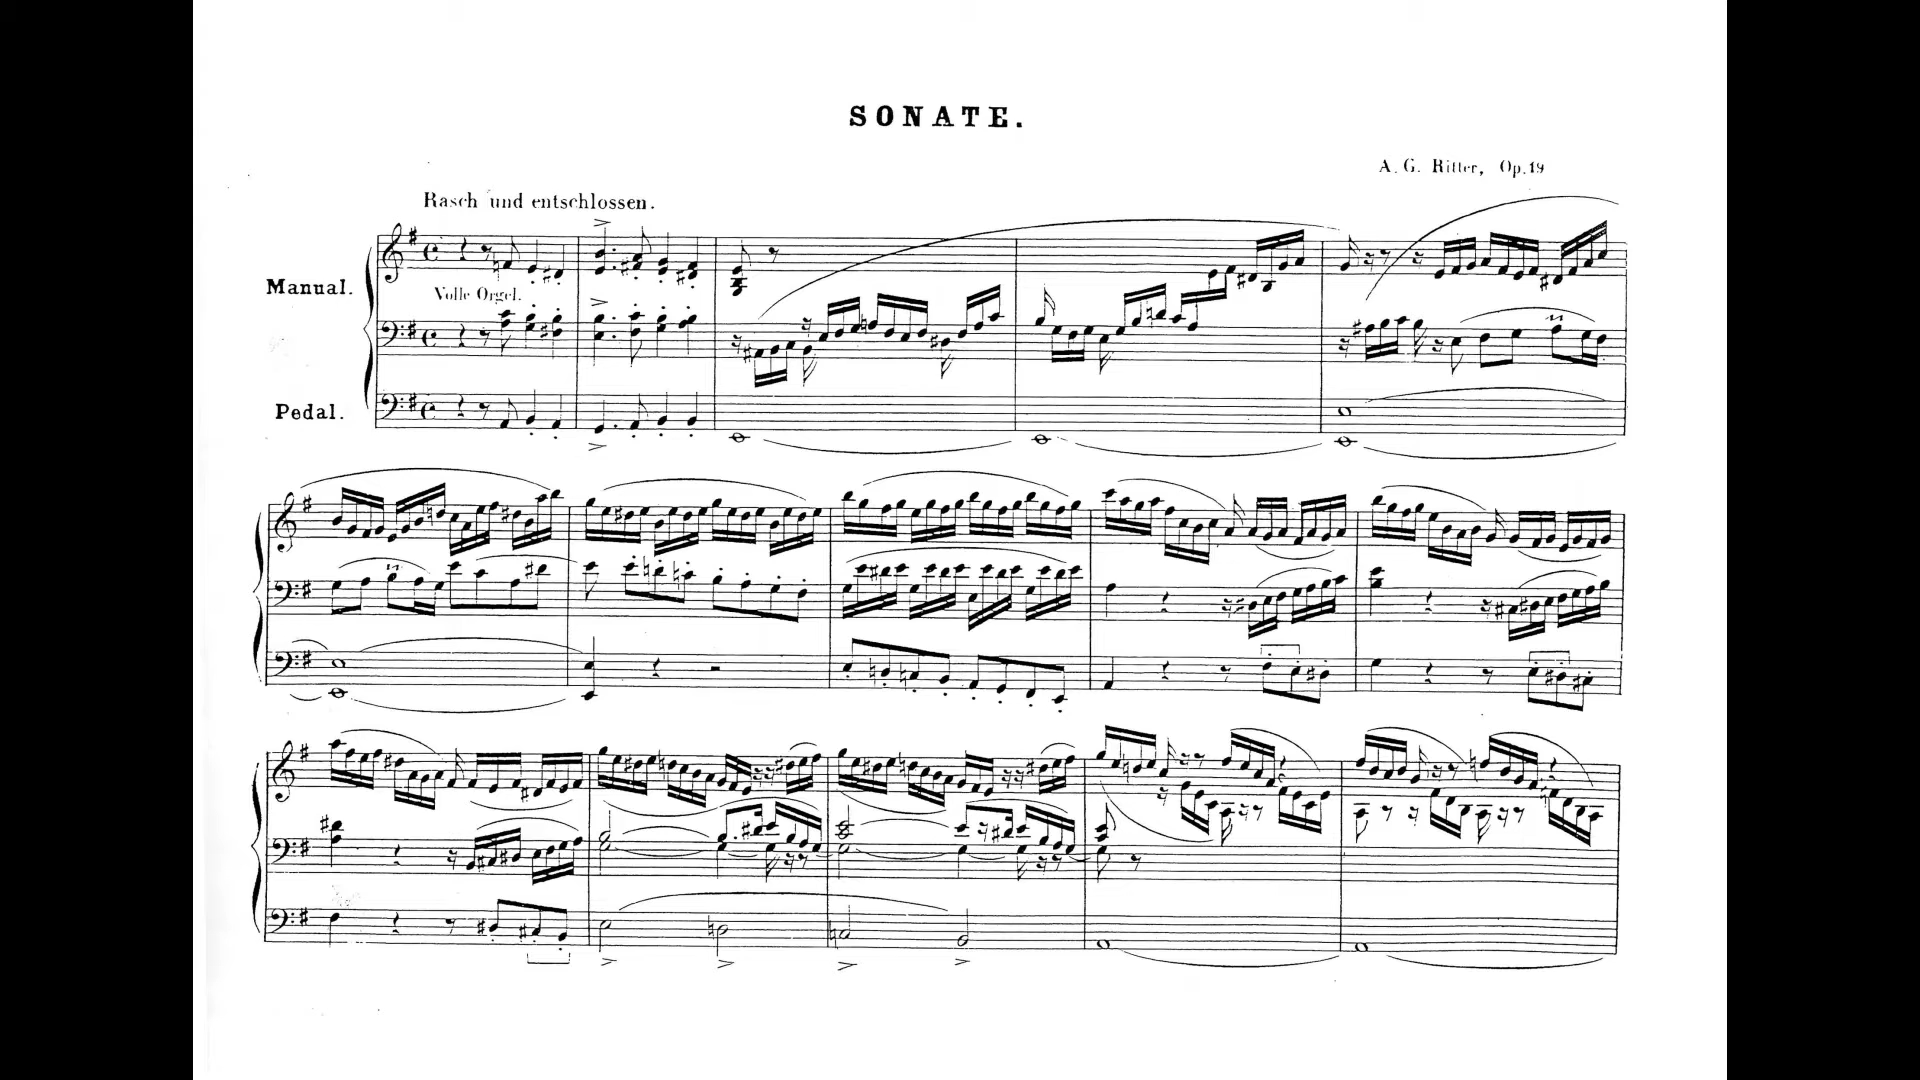 SONATE.
A. G. Ritter, Op. 19
Rasch und entschlossen.
Manual.
Volle Orgel.
Pedal.